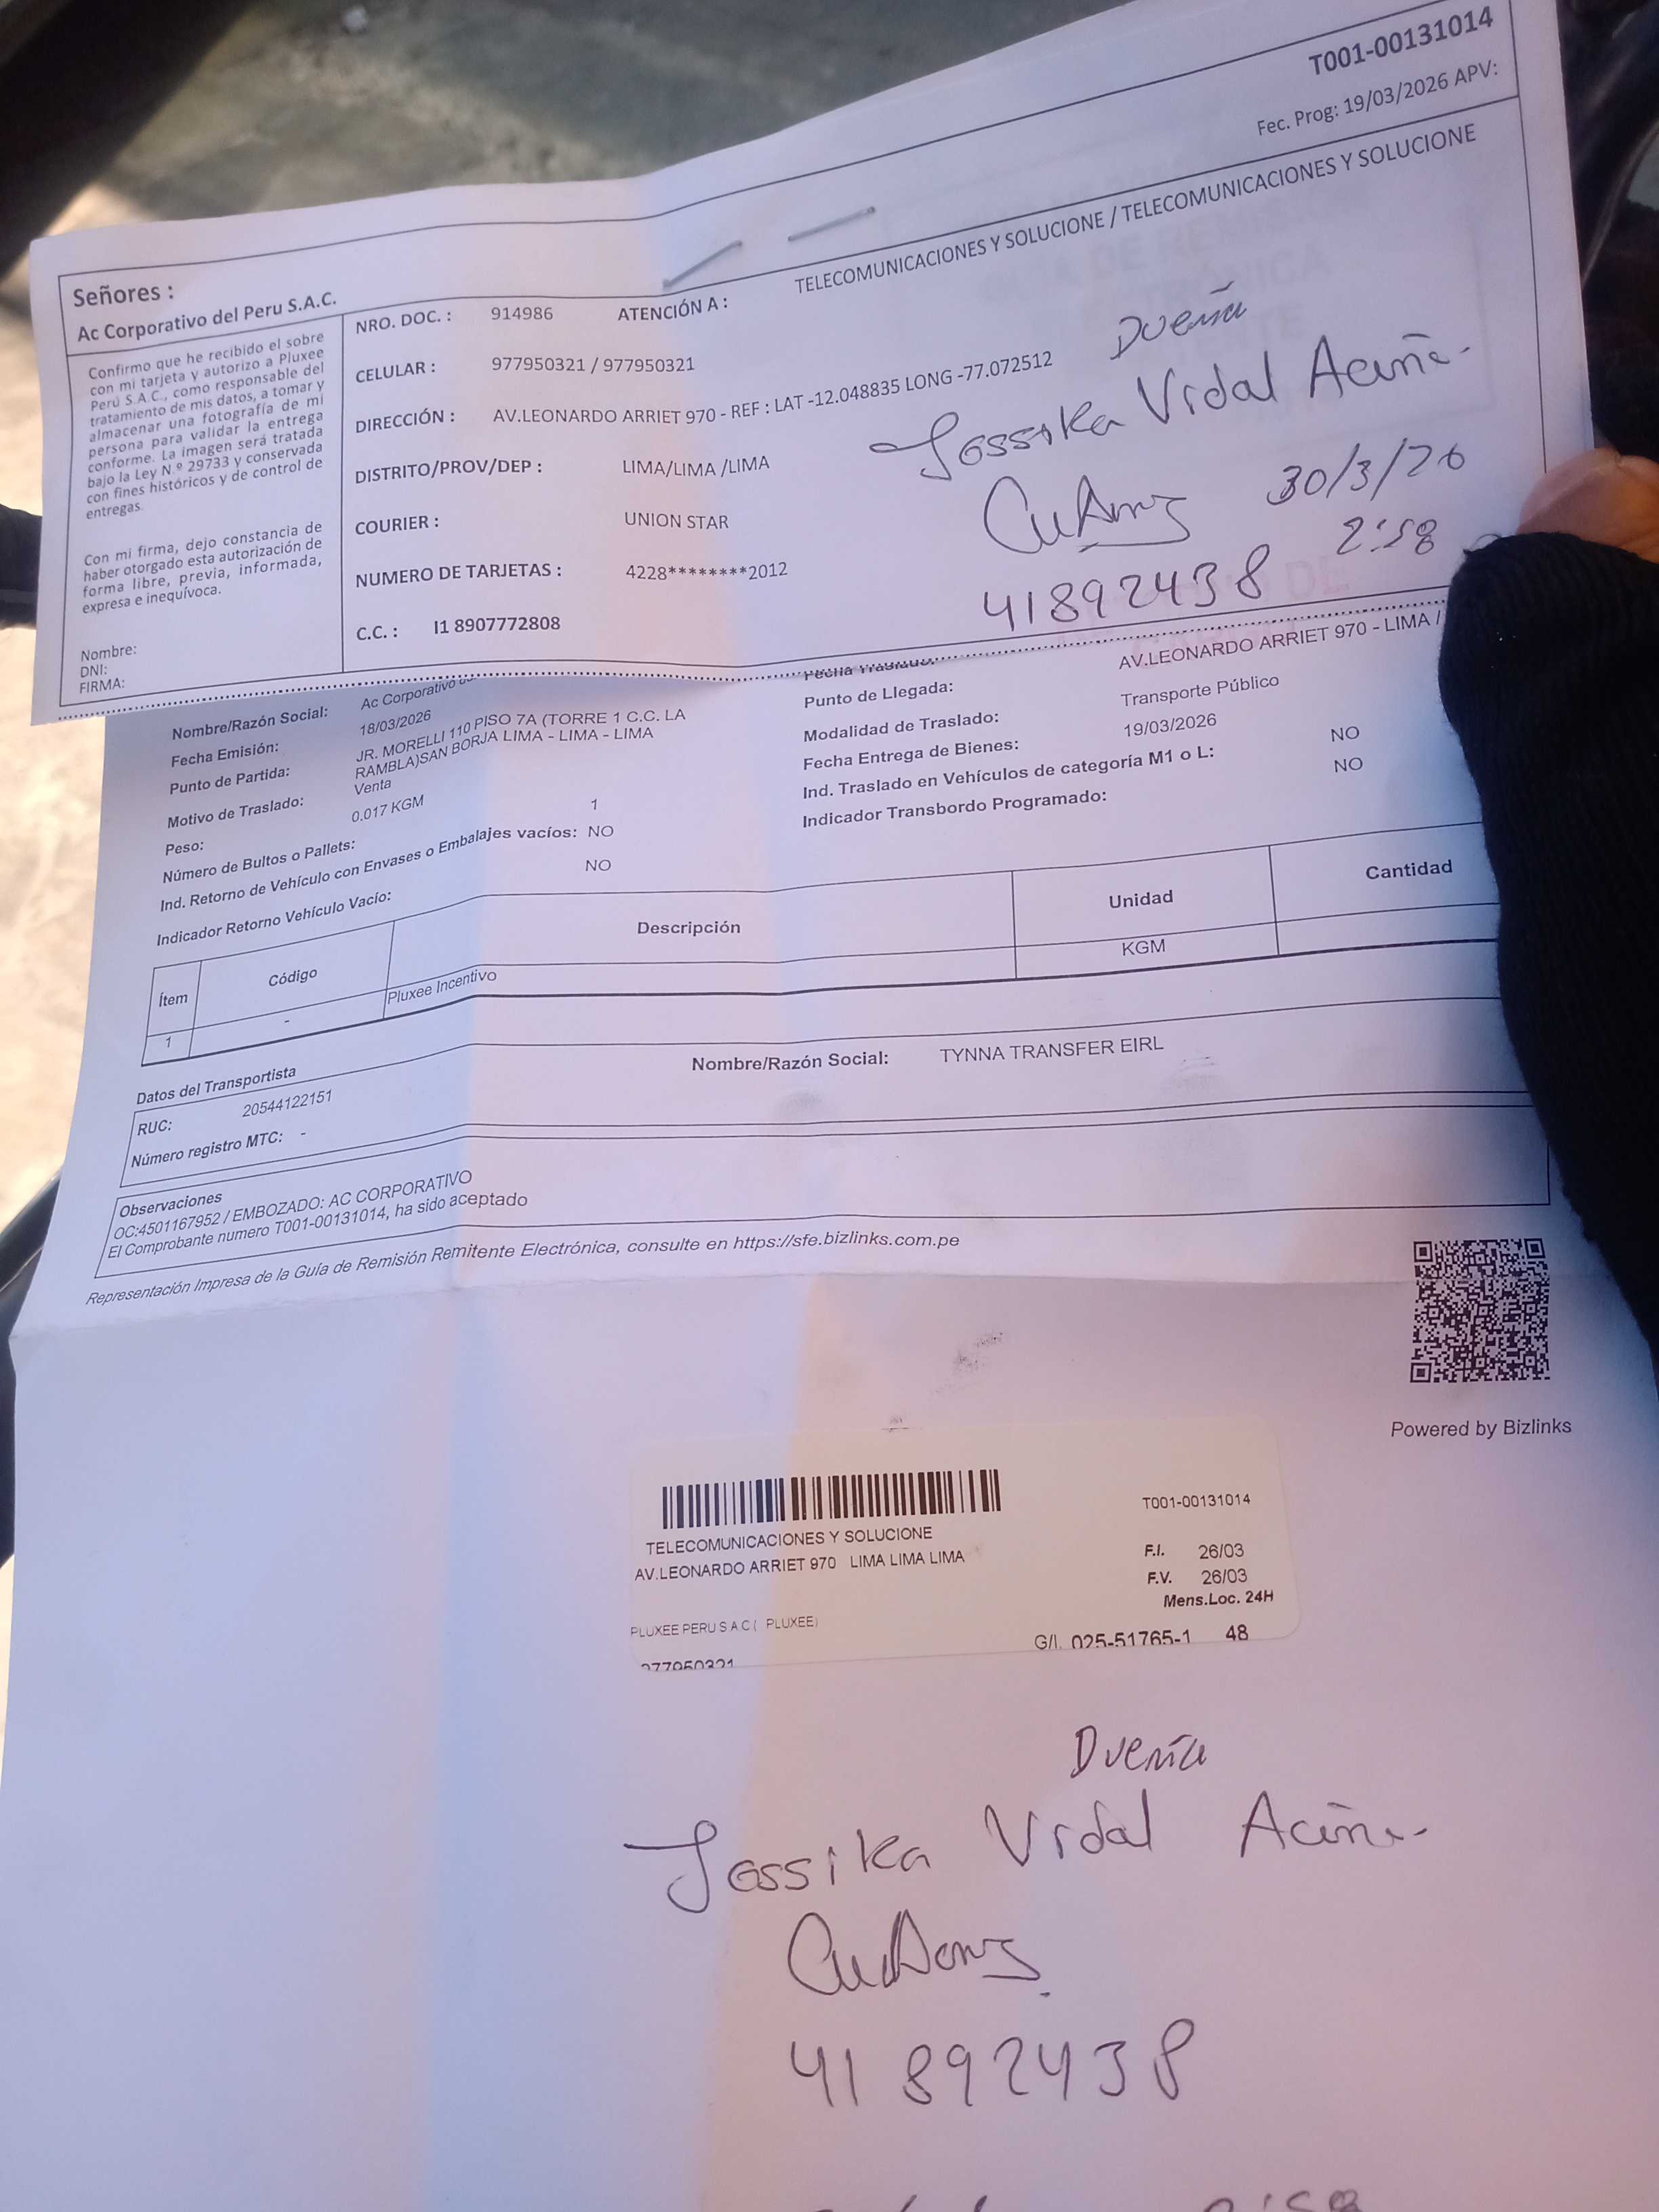 T001-00131014
Fec. Prog: 19/03/2026 APV:
Señores :
Ac Corporativo del Peru S.A.C.
TELECOMUNICACIONES Y SOLUCIONE / TELECOMUNICACIONES Y SOLUCIONE
Confirmo que he recibido el sobre
con mi tarjeta y autorizo a Pluxee
Perú S.A.C., como responsable del
tratamiento de mis datos, a tomar y
almacenar una fotografía de mi
persona para validar la entrega
conforme. La imagen será tratada
bajo la Ley N.º 29733 y conservada
con fines históricos y de control de
entregas.
Con mi firma, dejo constancia de
haber otorgado esta autorización de
forma libre, previa, informada,
expresa e inequívoca.
Nombre:
DNI:
FIRMA:
NRO. DOC. : 914986 ATENCIÓN A :
CELULAR : 977950321 / 977950321
DIRECCIÓN : AV.LEONARDO ARRIET 970 - REF : LAT -12.048835 LONG -77.072512
DISTRITO/PROV/DEP : LIMA/LIMA /LIMA
COURIER : UNION STAR
NUMERO DE TARJETAS : 4228********2012
C.C. : I1 8907772808
Dueña
Jessika Vidal Acuña
30/3/26
2:58
41892438
Nombre/Razón Social: Ac Corporativo
Fecha Emisión: 18/03/2026
Punto de Partida: JR. MORELLI 110 PISO 7A (TORRE 1 C.C. LA
RAMBLA)SAN BORJA LIMA - LIMA - LIMA
Motivo de Traslado: Venta
Peso: 0.017 KGM
Número de Bultos o Pallets: 1
Ind. Retorno de Vehículo con Envases o Embalajes vacíos: NO
Indicador Retorno Vehículo Vacío: NO
Fecha Traslado:
Punto de Llegada: AV.LEONARDO ARRIET 970 - LIMA /
Modalidad de Traslado: Transporte Público
Fecha Entrega de Bienes: 19/03/2026
Ind. Traslado en Vehículos de categoría M1 o L: NO
Indicador Transbordo Programado: NO
Ítem Código Descripción Unidad Cantidad
1 - Pluxee Incentivo KGM
Datos del Transportista
RUC: 20544122151 Nombre/Razón Social: TYNNA TRANSFER EIRL
Número registro MTC: -
Observaciones
OC:4501167952 / EMBOZADO: AC CORPORATIVO
El Comprobante numero T001-00131014, ha sido aceptado
Representación Impresa de la Guía de Remisión Remitente Electrónica, consulte en https://sfe.bizlinks.com.pe
Powered by Bizlinks
T001-00131014
TELECOMUNICACIONES Y SOLUCIONE
AV.LEONARDO ARRIET 970 LIMA LIMA LIMA
F.I. 26/03
F.V. 26/03
Mens.Loc. 24H
PLUXEE PERU S A C ( PLUXEE)
G/I. 025-51765-1 48
977950321
Dueña
Jessika Vidal Acuña
41892438